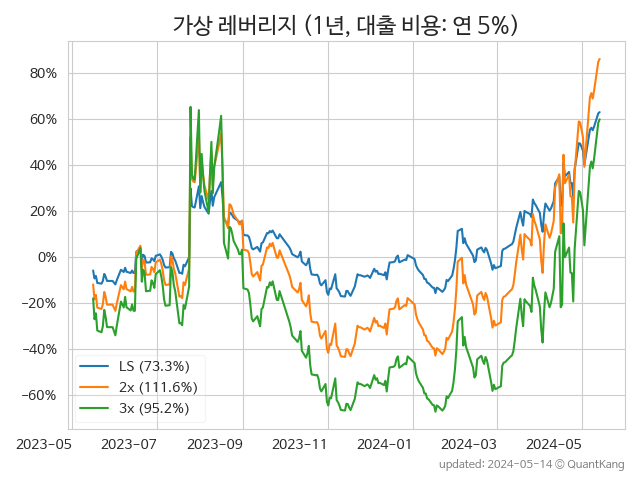 가상 레버리지 (1년, 대출 비용: 연 5%)
80%
60%
40%
20%
0%
−20%
−40%
−60%
LS (73.3%)
2x (111.6%)
3x (95.2%)
2023-05 2023-07 2023-09 2023-11 2024-01 2024-03 2024-05
updated: 2024-05-14 ⓒ QuantKang